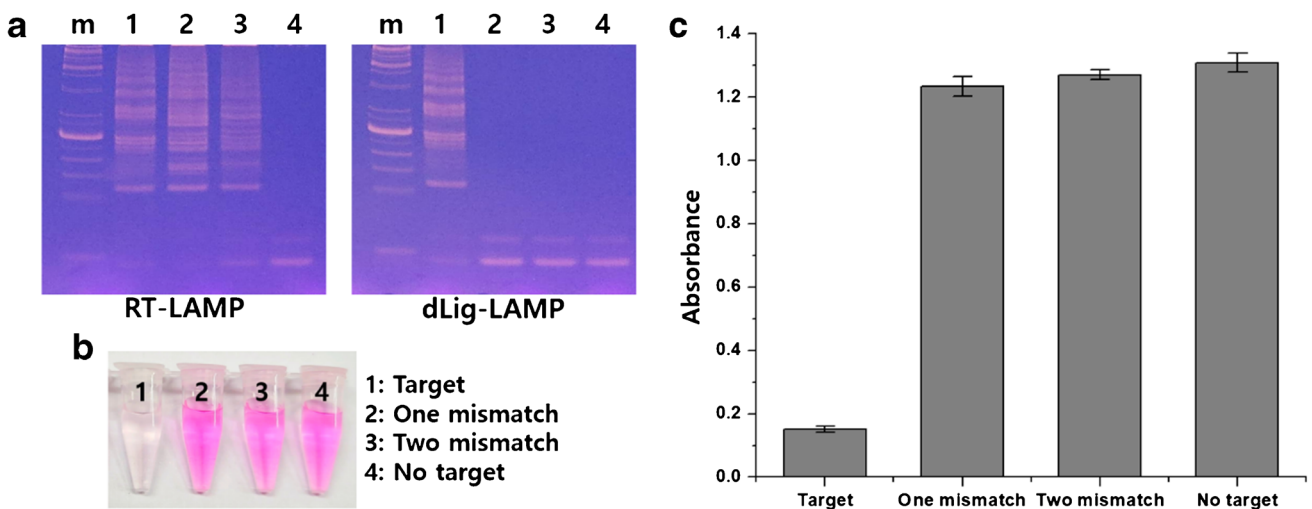 a
m 1 2 3 4
m 1 2 3 4
RT-LAMP
dLig-LAMP
b
1 2 3 4
1: Target
2: One mismatch
3: Two mismatch
4: No target
c
Absorbance
1.4
1.2
1.0
0.8
0.6
0.4
0.2
0.0
Target One mismatch Two mismatch No target